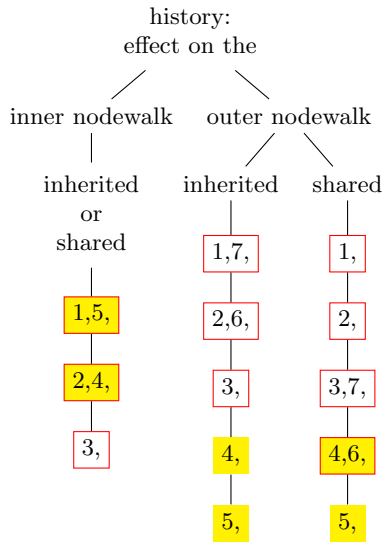 history:
effect on the
inner nodewalk
outer nodewalk
inherited
or
shared
inherited
shared
1,5,
2,4,
3,
1,7,
2,6,
3,
4,
5,
1,
2,
3,7,
4,6,
5,